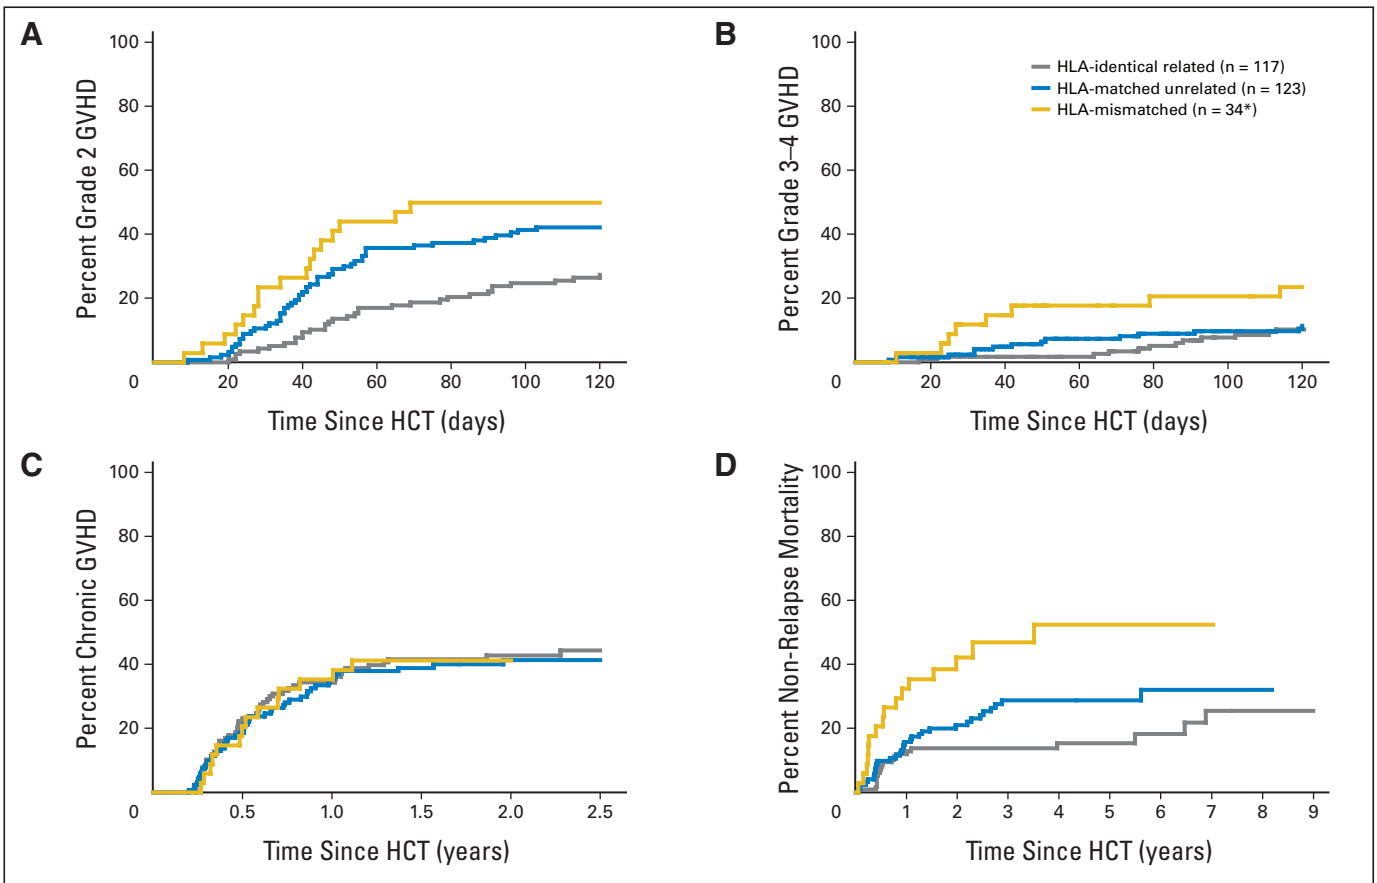 A
Percent Grade 2 GVHD
100
80
60
40
20
0 20 40 60 80 100 120
Time Since HCT (days)
B
Percent Grade 3–4 GVHD
100
80
60
40
20
0 20 40 60 80 100 120
Time Since HCT (days)
HLA-identical related (n = 117)
HLA-matched unrelated (n = 123)
HLA-mismatched (n = 34*)
C
Percent Chronic GVHD
100
80
60
40
20
0 0.5 1.0 1.5 2.0 2.5
Time Since HCT (years)
D
Percent Non-Relapse Mortality
100
80
60
40
20
0 1 2 3 4 5 6 7 8 9
Time Since HCT (years)